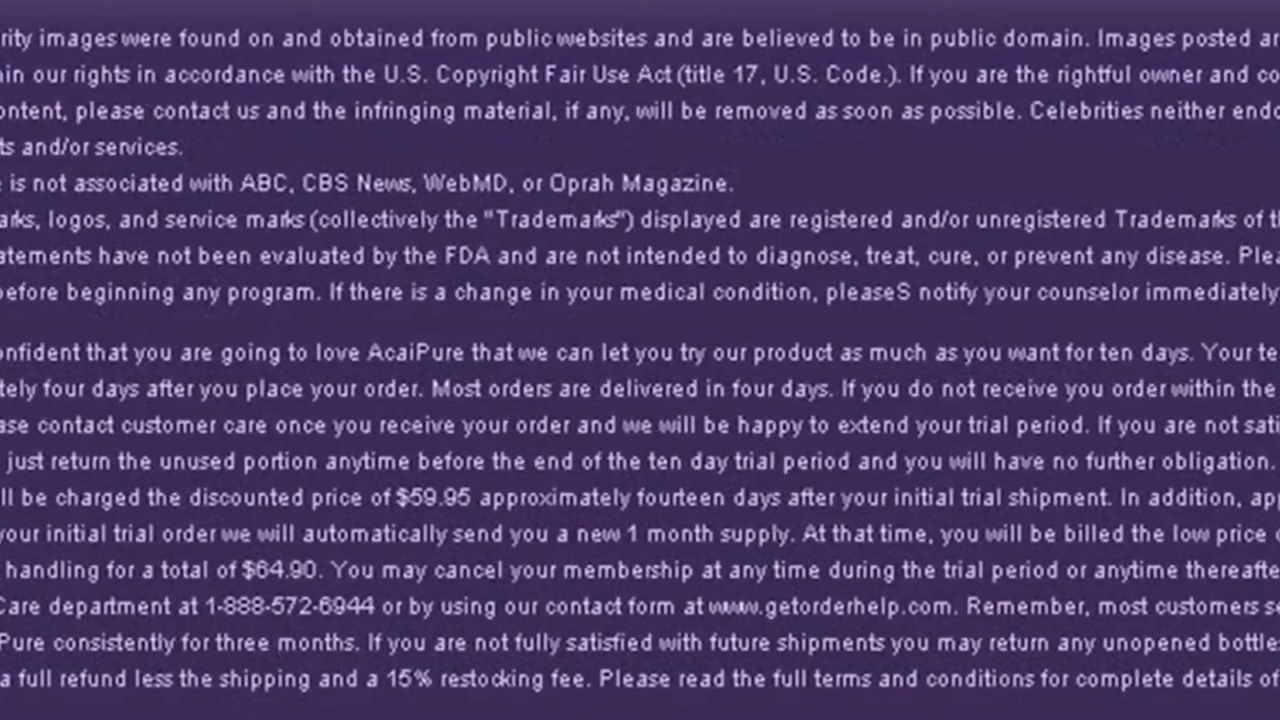 rity images were found on and obtained from public websites and are believed to be in public domain. Images posted ar
in our rights in accordance with the U.S. Copyright Fair Use Act (title 17, U.S. Code.). If you are the rightful owner and co
ontent, please contact us and the infringing material, if any, will be removed as soon as possible. Celebrities neither endo
ts and/or services.
e is not associated with ABC, CBS News, WebMD, or Oprah Magazine.
arks, logos, and service marks (collectively the "Trademarks") displayed are registered and/or unregistered Trademarks of t
atements have not been evaluated by the FDA and are not intended to diagnose, treat, cure, or prevent any disease. Plea
before beginning any program. If there is a change in your medical condition, pleaseS notify your counselor immediately
onfident that you are going to love AcaiPure that we can let you try our product as much as you want for ten days. Your te
tely four days after you place your order. Most orders are delivered in four days. If you do not receive you order within the
ase contact customer care once you receive your order and we will be happy to extend your trial period. If you are not sati
just return the unused portion anytime before the end of the ten day trial period and you will have no further obligation.
ll be charged the discounted price of $59.95 approximately fourteen days after your initial trial shipment. In addition, ap
your initial trial order we will automatically send you a new 1 month supply. At that time, you will be billed the low price o
handling for a total of $64.90. You may cancel your membership at any time during the trial period or anytime thereafte
Care department at 1-888-572-6944 or by using our contact form at www.getorderhelp.com. Remember, most customers s
Pure consistently for three months. If you are not fully satisfied with future shipments you may return any unopened bottle
a full refund less the shipping and a 15% restocking fee. Please read the full terms and conditions for complete details of